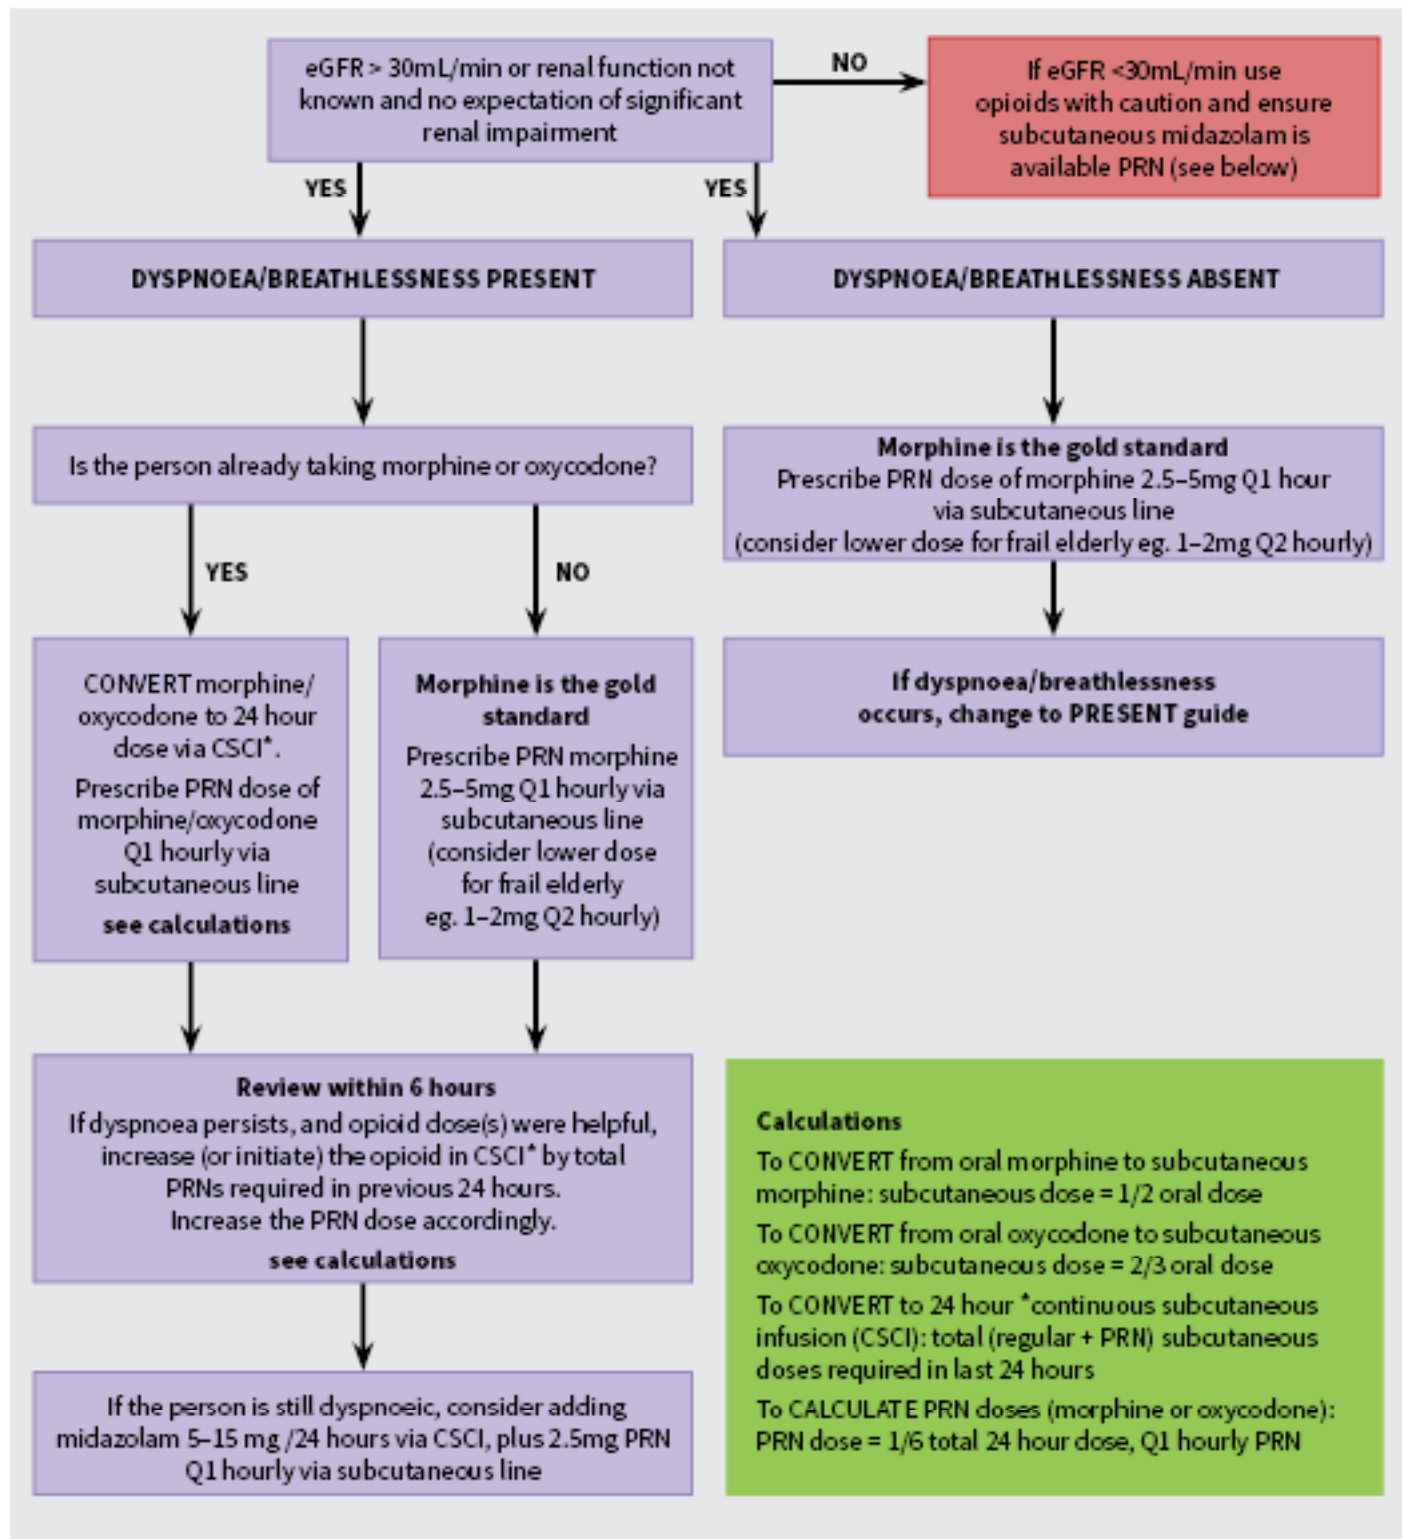 eGFR > 30mL/min or renal function not
known and no expectation of significant
renal impairment
NO
If eGFR <30mL/min use
opioids with caution and ensure
subcutaneous midazolam is
available PRN (see below)
YES
YES
DYSPNOEA/BREATHLESSNESS PRESENT
DYSPNOEA/BREATHLESSNESS ABSENT
Is the person already taking morphine or oxycodone?
Morphine is the gold standard
Prescribe PRN dose of morphine 2.5–5mg Q1 hour
via subcutaneous line
(consider lower dose for frail elderly eg. 1–2mg Q2 hourly)
YES
NO
CONVERT morphine/
oxycodone to 24 hour
dose via CSCI*.
Prescribe PRN dose of
morphine/oxycodone
Q1 hourly via
subcutaneous line
see calculations
Morphine is the gold
standard
Prescribe PRN morphine
2.5–5mg Q1 hourly via
subcutaneous line
(consider lower dose
for frail elderly
eg. 1–2mg Q2 hourly)
If dyspnoea/breathlessness
occurs, change to PRESENT guide
Review within 6 hours
If dyspnoea persists, and opioid dose(s) were helpful,
increase (or initiate) the opioid in CSCI* by total
PRNs required in previous 24 hours.
Increase the PRN dose accordingly.
see calculations
If the person is still dyspnoeic, consider adding
midazolam 5–15 mg /24 hours via CSCI, plus 2.5mg PRN
Q1 hourly via subcutaneous line
Calculations
To CONVERT from oral morphine to subcutaneous
morphine: subcutaneous dose = 1/2 oral dose
To CONVERT from oral oxycodone to subcutaneous
oxycodone: subcutaneous dose = 2/3 oral dose
To CONVERT to 24 hour *continuous subcutaneous
infusion (CSCI): total (regular + PRN) subcutaneous
doses required in last 24 hours
To CALCULATE PRN doses (morphine or oxycodone):
PRN dose = 1/6 total 24 hour dose, Q1 hourly PRN